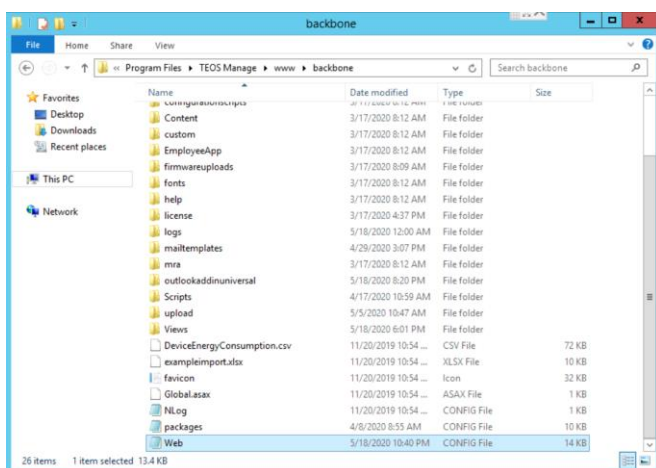 backbone
File Home Share View
« Program Files ▸ TEOS Manage ▸ www ▸ backbone Search backbone
Favorites
Desktop
Downloads
Recent places
This PC
Network
Name Date modified Type Size
configurationscripts 3/17/2020 8:12 AM File folder
Content 3/17/2020 8:12 AM File folder
custom 3/17/2020 8:12 AM File folder
EmployeeApp 3/17/2020 8:12 AM File folder
firmwareuploads 3/17/2020 8:09 AM File folder
fonts 3/17/2020 8:12 AM File folder
help 3/17/2020 8:12 AM File folder
license 3/17/2020 4:37 PM File folder
logs 5/18/2020 12:00 AM File folder
mailtemplates 4/29/2020 3:07 PM File folder
mra 3/17/2020 8:12 AM File folder
outlookaddinuniversal 5/18/2020 8:20 PM File folder
Scripts 4/17/2020 10:59 AM File folder
upload 5/5/2020 10:47 AM File folder
Views 5/18/2020 6:01 PM File folder
DeviceEnergyConsumption.csv 11/20/2019 10:54 ... CSV File 72 KB
exampleimport.xlsx 11/20/2019 10:54 ... XLSX File 10 KB
favicon 11/20/2019 10:54 ... Icon 32 KB
Global.asax 11/20/2019 10:54 ... ASAX File 1 KB
NLog 11/20/2019 10:54 ... CONFIG File 1 KB
packages 4/8/2020 8:55 AM CONFIG File 10 KB
Web 5/18/2020 10:40 PM CONFIG File 14 KB
26 items 1 item selected 13.4 KB